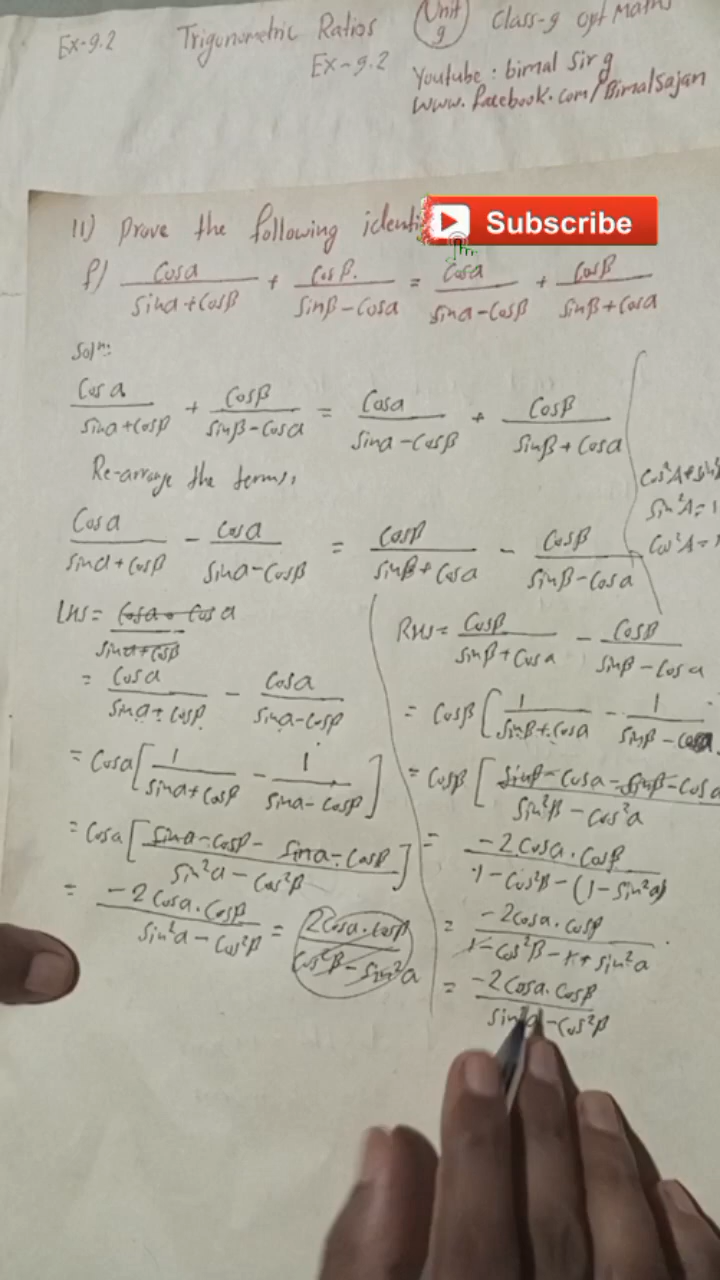 Ex-9.2 Trigonometric Ratios Unit 9 Class-9 Opt Maths
Ex-9.2
Youtube: bimal Sir g
www.facebook.com/BimalSajan
11) Prove the following identi
Subscribe
f) Cosα/(Sinα+Cosβ) + Cosβ/(Sinβ-Cosα) = Cosα/(Sinα-Cosβ) + Cosβ/(Sinβ+Cosα)
Solⁿ:
Cosα/(Sinα+Cosβ) + Cosβ/(Sinβ-Cosα) = Cosα/(Sinα-Cosβ) + Cosβ/(Sinβ+Cosα)
Re-arrange the terms,
Cosα/(Sinα+Cosβ) - Cosα/(Sinα-Cosβ) = Cosβ/(Sinβ+Cosα) - Cosβ/(Sinβ-Cosα)
LHS =
= Cosα/(Sinα+Cosβ) - Cosα/(Sinα-Cosβ)
= Cosα[1/(Sinα+Cosβ) - 1/(Sinα-Cosβ)]
= Cosα[(Sinα-Cosβ-Sinα-Cosβ)/(Sin²α-Cos²β)]
= -2Cosα.Cosβ/(Sin²α-Cos²β) = 2Cosα.Cosβ/(Cos²β-Sin²α)
RHS = Cosβ/(Sinβ+Cosα) - Cosβ/(Sinβ-Cosα)
= Cosβ[1/(Sinβ+Cosα) - 1/(Sinβ-Cosα)
= Cosβ[(Sinβ-Cosα-Sinβ-Cosα)/(Sin²β-Cos²α)
= -2Cosα.Cosβ/(1-Cos²β-(1-Sin²α))
= -2Cosα.Cosβ/(1-Cos²β-1+Sin²α)
= -2Cosα.Cosβ/(Sin²α-Cos²β)
Cos²A+Sin²
Sin²A=1
Cos²A=1